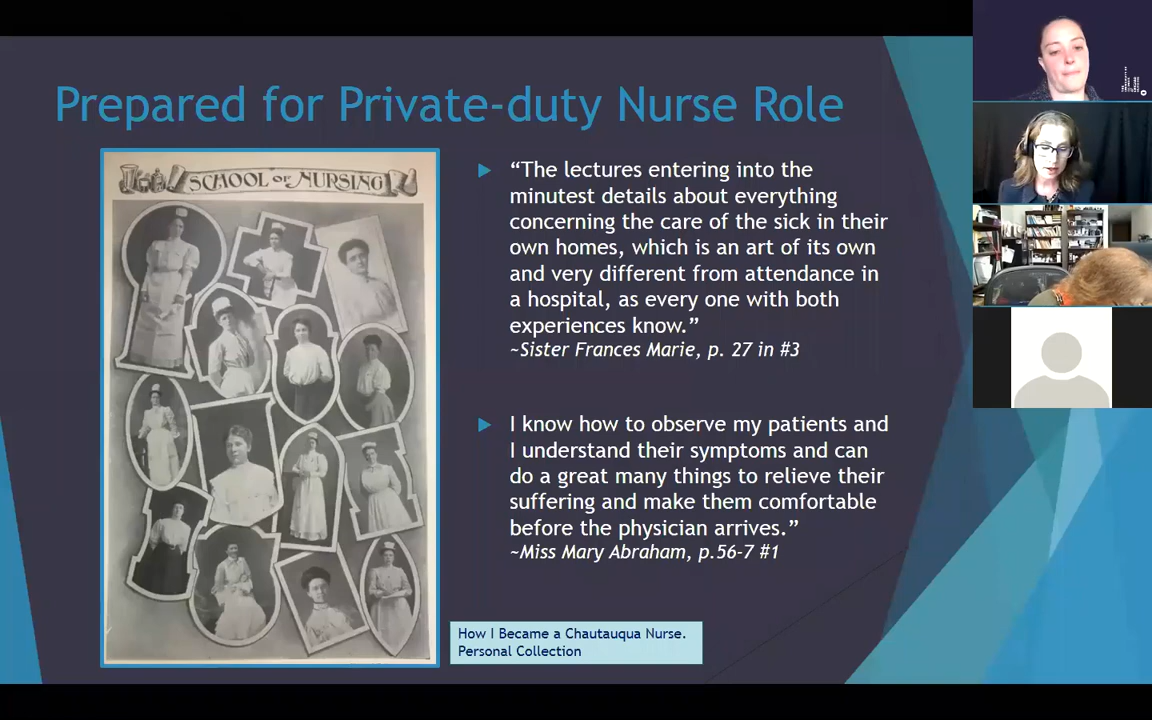 Prepared for Private-duty Nurse Role
SCHOOL OF NURSING
“The lectures entering into the
minutest details about everything
concerning the care of the sick in their
own homes, which is an art of its own
and very different from attendance in
a hospital, as every one with both
experiences know.”
~Sister Frances Marie, p. 27 in #3
I know how to observe my patients and
I understand their symptoms and can
do a great many things to relieve their
suffering and make them comfortable
before the physician arrives.”
~Miss Mary Abraham, p.56-7 #1
How I Became a Chautauqua Nurse.
Personal Collection